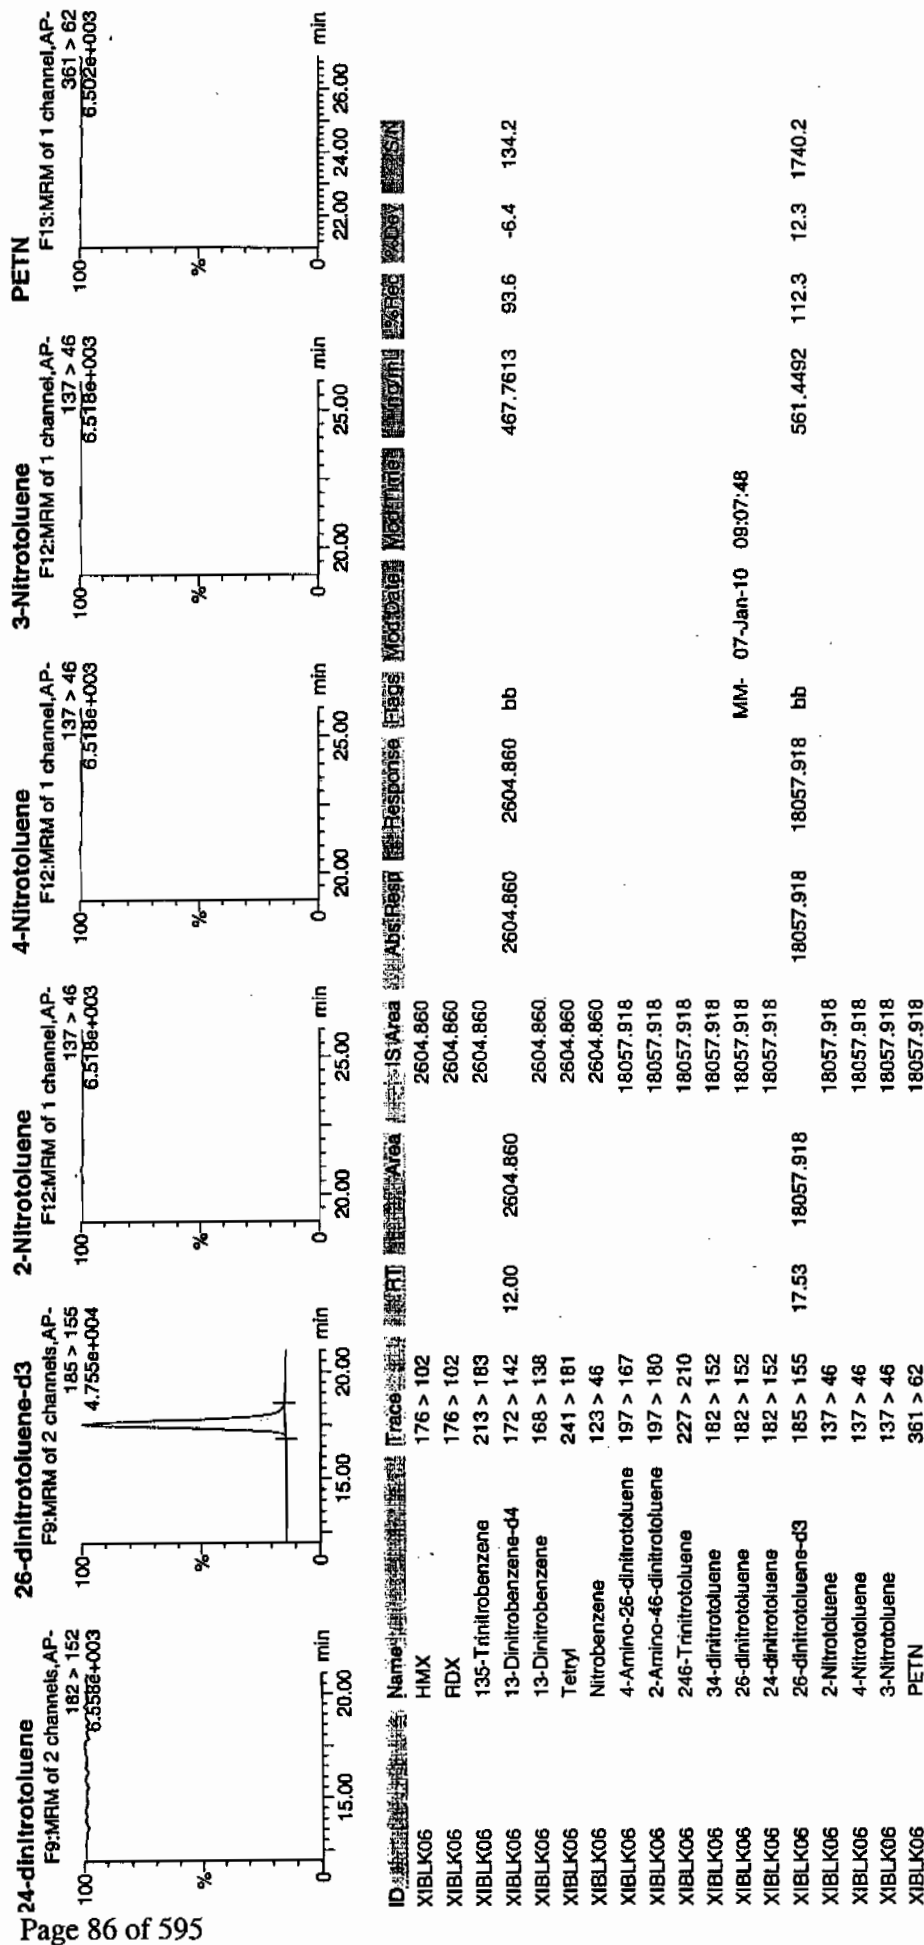 24-dinitrotoluene
F9:MRM of 2 channels,AP-
182 > 152
6.558e+003
100
%
0
15.00 20.00 min
26-dinitrotoluene-d3
F9:MRM of 2 channels,AP-
185 > 155
4.755e+004
100
%
0
15.00 20.00 min
2-Nitrotoluene
F12:MRM of 1 channel,AP-
137 > 46
6.518e+003
100
%
0
20.00 25.00 min
4-Nitrotoluene
F12:MRM of 1 channel,AP-
137 > 46
6.518e+003
100
%
0
20.00 25.00 min
3-Nitrotoluene
F12:MRM of 1 channel,AP-
137 > 46
6.518e+003
100
%
0
20.00 25.00 min
PETN
F13:MRM of 1 channel,AP-
361 > 62
6.502e+003
100
%
0
22.00 24.00 26.00 min
ID Name Trace RT Area IS Area Abs.Resp Response Flags Mod.Date Mod.Time %Rec %Dev S/N
XIBLK06 HMX 176 > 102 2604.860
XIBLK06 RDX 176 > 102 2604.860
XIBLK06 135-Trinitrobenzene 213 > 183 2604.860
XIBLK06 13-Dinitrobenzene-d4 172 > 142 12.00 2604.860 2604.860 2604.860 bb 467.7613 93.6 -6.4 134.2
XIBLK06 13-Dinitrobenzene 168 > 138 2604.860
XIBLK06 Tetryl 241 > 181 2604.860
XIBLK06 Nitrobenzene 123 > 46 2604.860
XIBLK06 4-Amino-26-dinitrotoluene 197 > 167 18057.918
XIBLK06 2-Amino-46-dinitrotoluene 197 > 180 18057.918
XIBLK06 246-Trinitrotoluene 227 > 210 18057.918
XIBLK06 34-dinitrotoluene 182 > 152 18057.918
XIBLK06 26-dinitrotoluene 182 > 152 18057.918 MM- 07-Jan-10 09:07:48
XIBLK06 24-dinitrotoluene 182 > 152 18057.918
XIBLK06 26-dinitrotoluene-d3 185 > 155 17.53 18057.918 18057.918 18057.918 bb 561.4492 112.3 12.3 1740.2
XIBLK06 2-Nitrotoluene 137 > 46 18057.918
XIBLK06 4-Nitrotoluene 137 > 46 18057.918
XIBLK06 3-Nitrotoluene 137 > 46 18057.918
XIBLK06 PETN 361 > 62 18057.918
Page 86 of 595